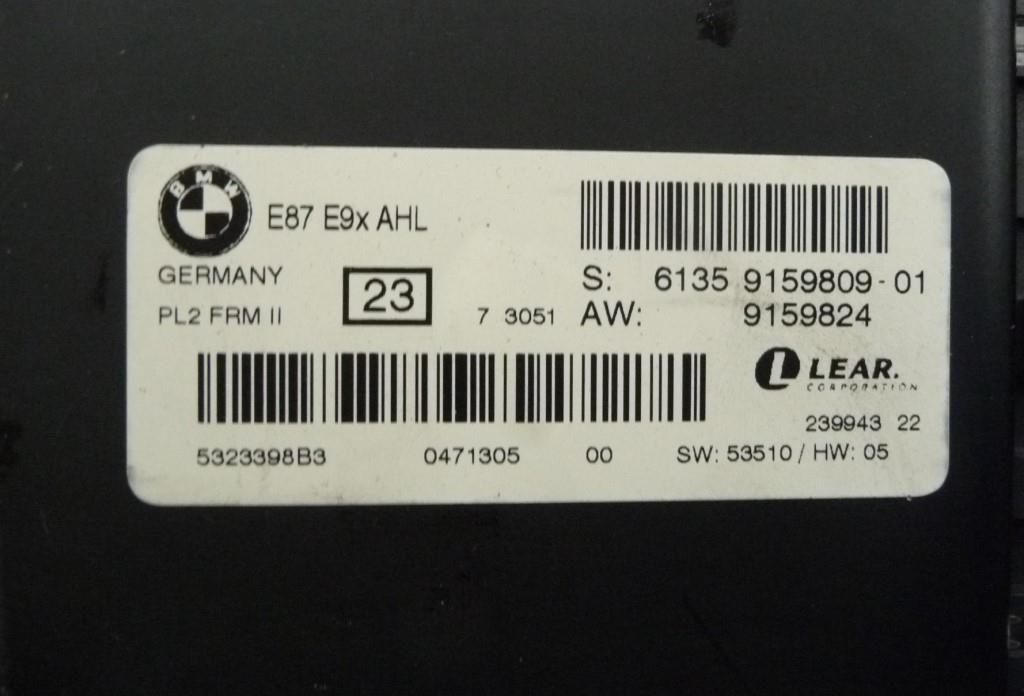 BMW
E87 E9x AHL
GERMANY
PL2 FRM II
23
7 3051
S: 6135 9159809-01
AW: 9159824
LEAR.
CORPORATION
239943 22
5323398B3 0471305 00 SW: 53510 / HW: 05